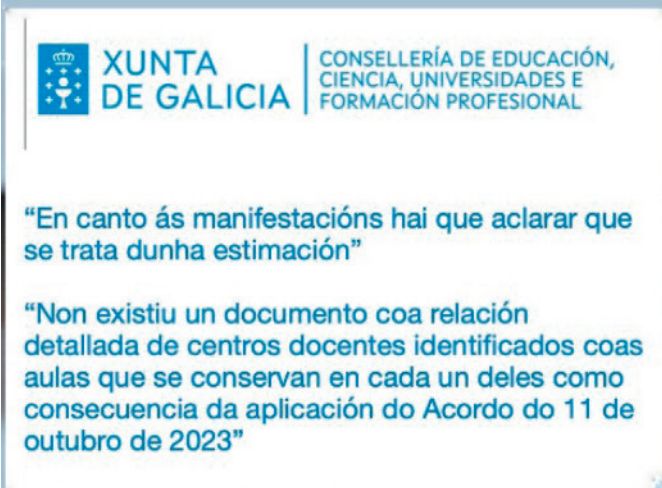 XUNTA
DE GALICIA
CONSELLERÍA DE EDUCACIÓN,
CIENCIA, UNIVERSIDADES E
FORMACIÓN PROFESIONAL
“En canto ás manifestacións hai que aclarar que
se trata dunha estimación”
“Non existiu un documento coa relación
detallada de centros docentes identificados coas
aulas que se conservan en cada un deles como
consecuencia da aplicación do Acordo do 11 de
outubro de 2023”